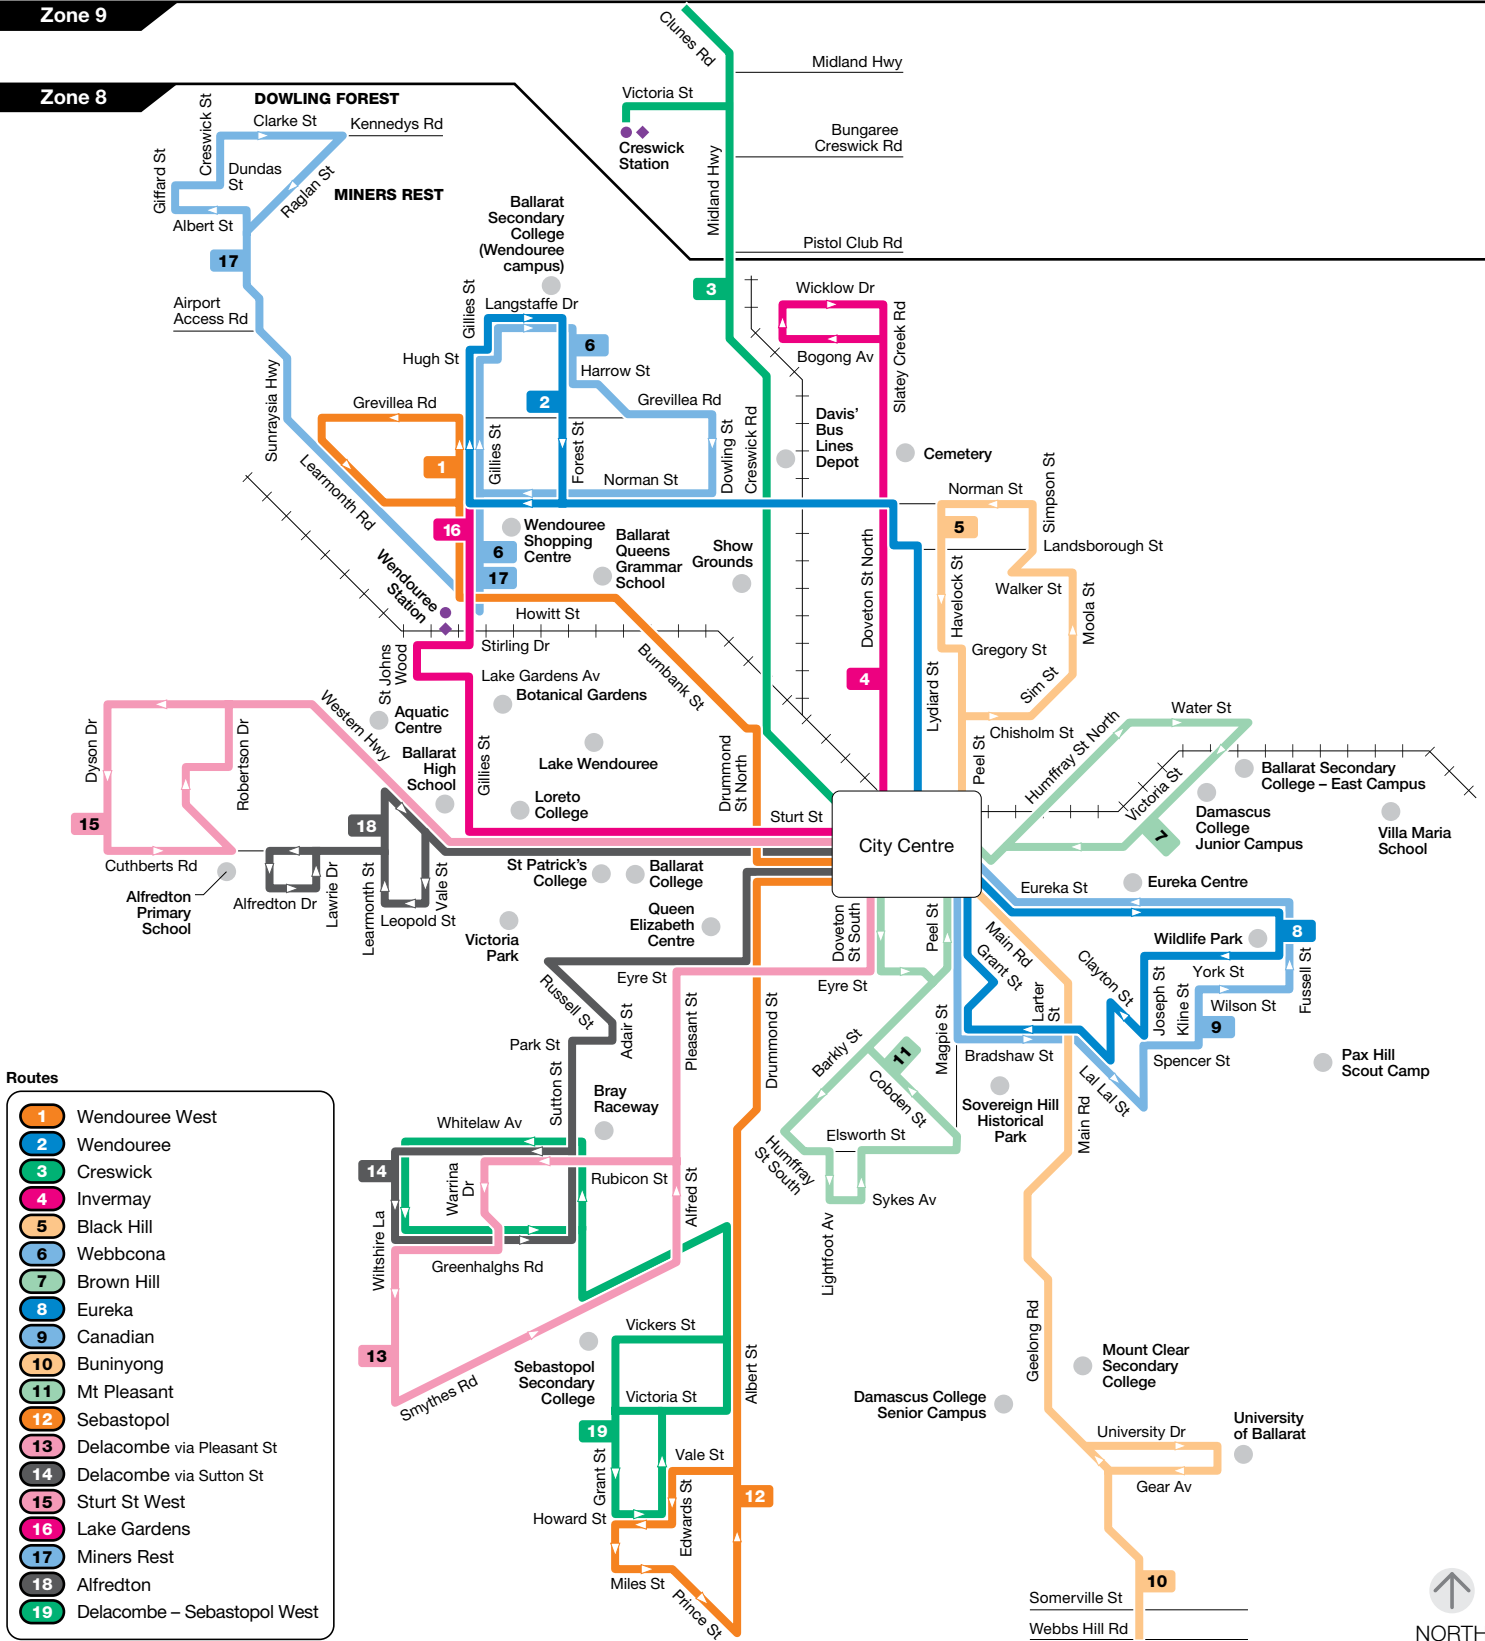 Zone 9
Zone 8
DOWLING FOREST
MINERS REST
Clunes Rd
Midland Hwy
Victoria St
Creswick
Station
Bungaree
Creswick Rd
Midland Hwy
Pistol Club Rd
3
Creswick St
Clarke St
Kennedys Rd
Giffard St
Dundas
St
Raglan St
Albert St
17
Airport
Access Rd
Sunraysia Hwy
Ballarat
Secondary
College
(Wendouree
campus)
Gillies St
Langstaffe Dr
Hugh St
6
Harrow St
2
Grevillea Rd
Grevillea Rd
1
Gillies St
Forest St
Norman St
Dowling St
Creswick Rd
Learmonth Rd
16
Wendouree
Shopping
Centre
6
17
Ballarat
Queens
Grammar
School
Show
Grounds
Wendouree
Station
Howitt St
Stirling Dr
St Johns
Wood
Lake Gardens Av
Burnbank St
Botanical Gardens
Wicklow Dr
Bogong Av
Slatey Creek Rd
Davis'
Bus
Lines
Depot
Cemetery
Norman St
5
Simpson St
Landsborough St
Walker St
Havelock St
Moola St
Gregory St
Sim St
Chisholm St
Peel St
Doveton St North
4
Lydiard St
Dyson Dr
Robertson Dr
Western Hwy
Aquatic
Centre
Ballarat
High
School
Gillies St
Lake Wendouree
Loreto
College
Drummond
St North
Sturt St
City Centre
15
Cuthberts Rd
18
Alfredton
Primary
School
Alfredton Dr
Lawrie Dr
Learmonth St
Vale St
Leopold St
St Patrick's
College
Ballarat
College
Victoria
Park
Queen
Elizabeth
Centre
Humffray St North
Water St
Victoria St
7
Ballarat Secondary
College – East Campus
Damascus
College
Junior Campus
Villa Maria
School
Eureka St
Eureka Centre
8
Wildlife Park
York St
Fussell St
Wilson St
9
Kline St
Joseph St
Clayton St
Spencer St
Lal Lal St
Pax Hill
Scout Camp
Main Rd
Grant St
Larter
St
Bradshaw St
Sovereign Hill
Historical
Park
Main Rd
Doveton
St South
Peel St
Eyre St
Eyre St
Magpie St
Barkly St
11
Cobden St
Elsworth St
Humffray
St South
Sykes Av
Lightfoot Av
Russell St
Adair St
Park St
Sutton St
Pleasant St
Drummond St
Bray
Raceway
Whitelaw Av
14
Warrina
Dr
Rubicon St
Alfred St
Wiltshire La
Greenhalghs Rd
13
Smythes Rd
Sebastopol
Secondary
College
Vickers St
Victoria St
19
Grant St
Vale St
Albert St
Edwards St
12
Howard St
Miles St
Prince St
Geelong Rd
Mount Clear
Secondary
College
Damascus College
Senior Campus
University Dr
University
of Ballarat
Gear Av
10
Somerville St
Webbs Hill Rd
NORTH
Routes
1 Wendouree West
2 Wendouree
3 Creswick
4 Invermay
5 Black Hill
6 Webbcona
7 Brown Hill
8 Eureka
9 Canadian
10 Buninyong
11 Mt Pleasant
12 Sebastopol
13 Delacombe via Pleasant St
14 Delacombe via Sutton St
15 Sturt St West
16 Lake Gardens
17 Miners Rest
18 Alfredton
19 Delacombe – Sebastopol West